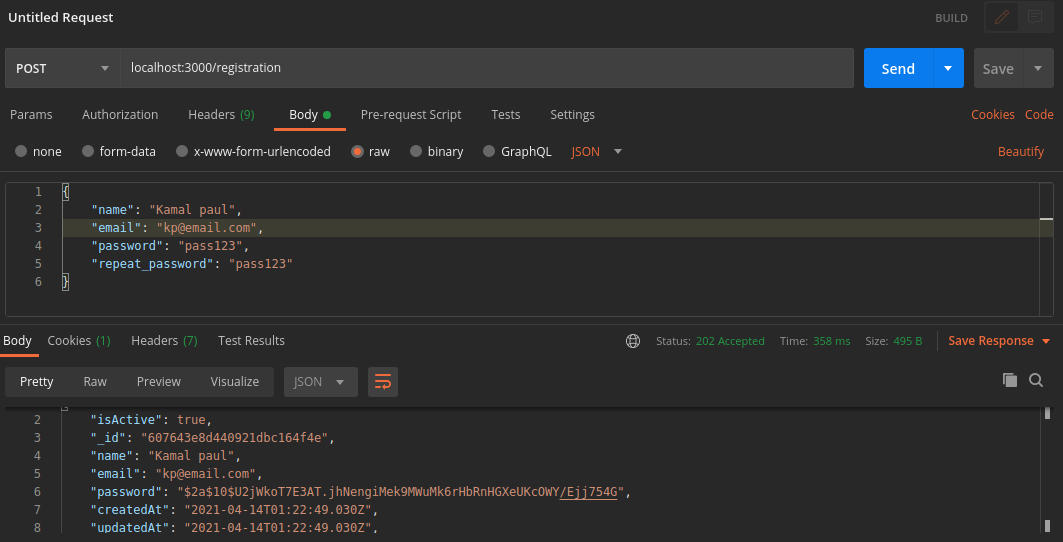 Untitled Request
BUILD
POST
localhost:3000/registration
Send
Save
Params Authorization Headers (9) Body Pre-request Script Tests Settings Cookies Code
none form-data x-www-form-urlencoded raw binary GraphQL JSON Beautify
1 {
2 "name": "Kamal paul",
3 "email": "kp@email.com",
4 "password": "pass123",
5 "repeat_password": "pass123"
6 }
Body Cookies (1) Headers (7) Test Results Status: 202 Accepted Time: 358 ms Size: 495 B Save Response
Pretty Raw Preview Visualize JSON
2 "isActive": true,
3 "_id": "607643e8d440921dbc164f4e",
4 "name": "Kamal paul",
5 "email": "kp@email.com",
6 "password": "$2a$10$U2jWkoT7E3AT.jhNengiMek9MWuMk6rHbRnHGXeUKcOWY/Ejj754G",
7 "createdAt": "2021-04-14T01:22:49.030Z",
8 "updatedAt": "2021-04-14T01:22:49.030Z",